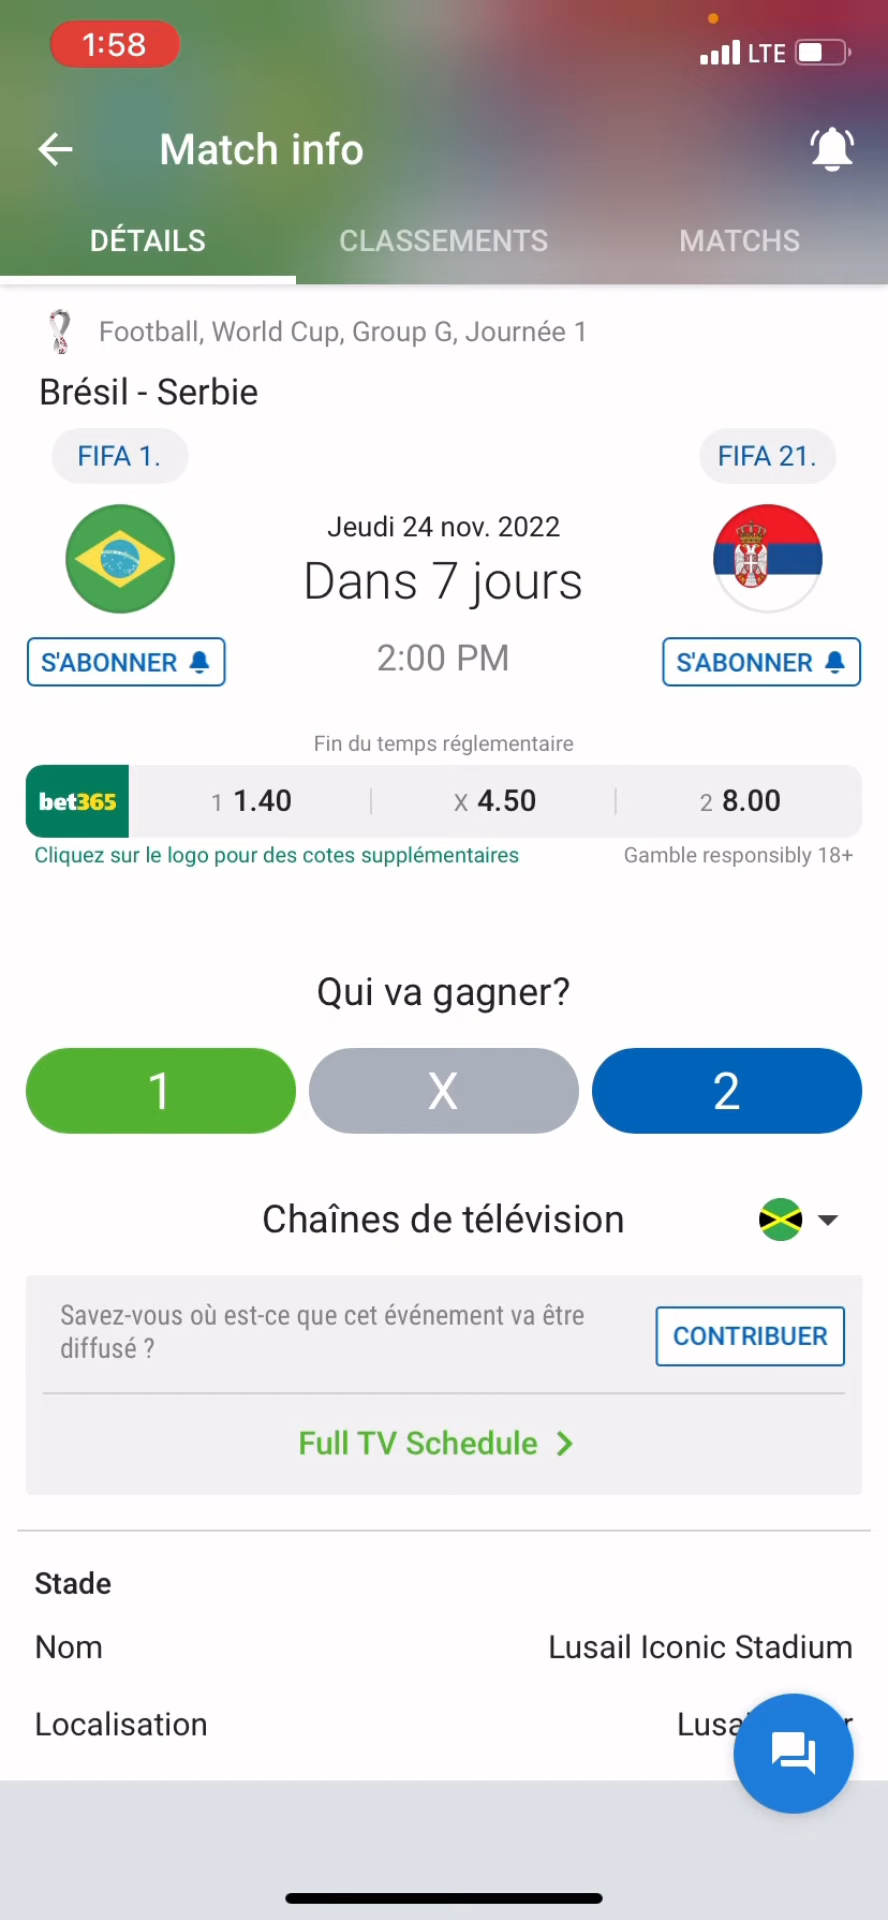 1:58
LTE
Match info
DÉTAILS
CLASSEMENTS
MATCHS
Football, World Cup, Group G, Journée 1
Brésil - Serbie
FIFA 1.
FIFA 21.
Jeudi 24 nov. 2022
Dans 7 jours
S'ABONNER
2:00 PM
S'ABONNER
Fin du temps réglementaire
bet365
1 1.40
X 4.50
2 8.00
Cliquez sur le logo pour des cotes supplémentaires
Gamble responsibly 18+
Qui va gagner?
1
X
2
Chaînes de télévision
Savez-vous où est-ce que cet événement va être
diffusé ?
CONTRIBUER
Full TV Schedule
Stade
Nom
Lusail Iconic Stadium
Localisation